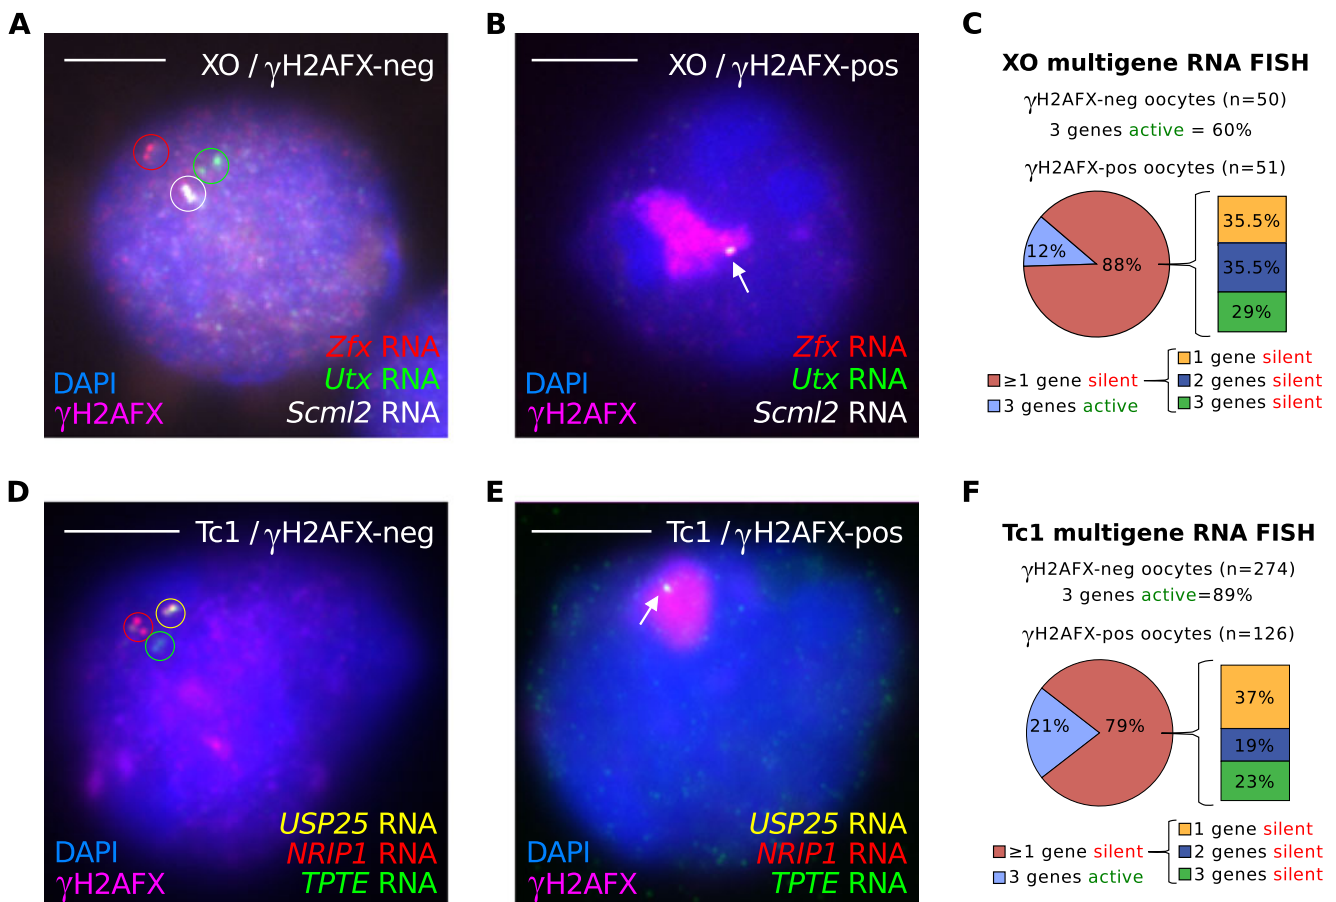 A
XO / γH2AFX-neg
Zfx RNA
DAPI
Utx RNA
γH2AFX
Scml2 RNA
B
XO / γH2AFX-pos
Zfx RNA
DAPI
Utx RNA
γH2AFX
Scml2 RNA
C
XO multigene RNA FISH
γH2AFX-neg oocytes (n=50)
3 genes active = 60%
γH2AFX-pos oocytes (n=51)
12%
88%
35.5%
35.5%
29%
≥1 gene silent
3 genes active
1 gene silent
2 genes silent
3 genes silent
D
Tc1 / γH2AFX-neg
USP25 RNA
DAPI
NRIP1 RNA
γH2AFX
TPTE RNA
E
Tc1 / γH2AFX-pos
USP25 RNA
DAPI
NRIP1 RNA
γH2AFX
TPTE RNA
F
Tc1 multigene RNA FISH
γH2AFX-neg oocytes (n=274)
3 genes active=89%
γH2AFX-pos oocytes (n=126)
21%
79%
37%
19%
23%
≥1 gene silent
3 genes active
1 gene silent
2 genes silent
3 genes silent